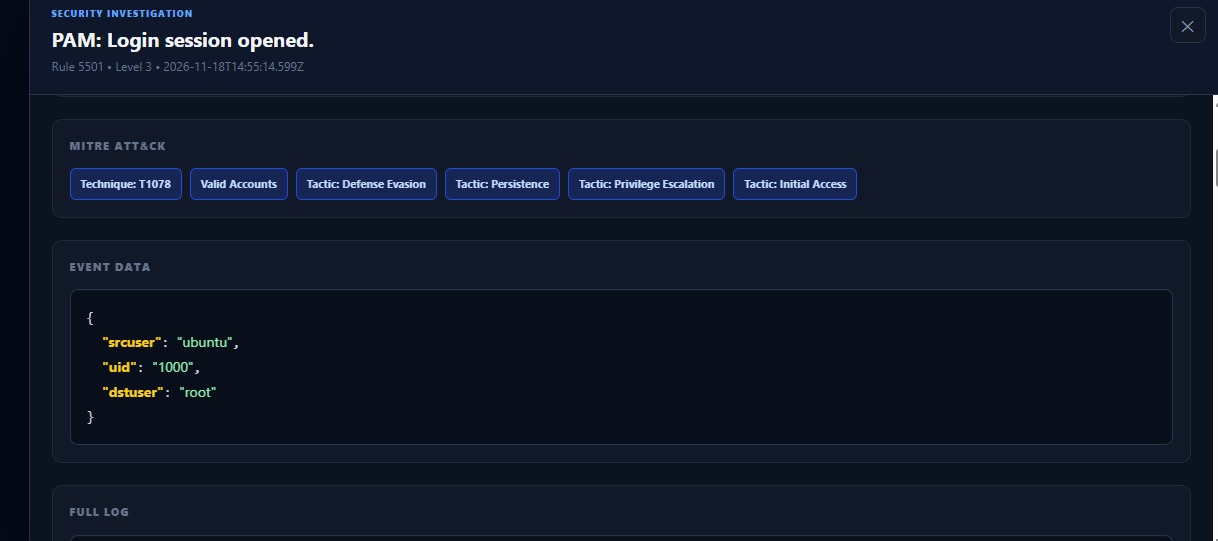 SECURITY INVESTIGATION
PAM: Login session opened.
Rule 5501 • Level 3 • 2026-11-18T14:55:14.599Z
MITRE ATT&CK
Technique: T1078 Valid Accounts Tactic: Defense Evasion Tactic: Persistence Tactic: Privilege Escalation Tactic: Initial Access
EVENT DATA
{
"srcuser": "ubuntu",
"uid": "1000",
"dstuser": "root"
}
FULL LOG